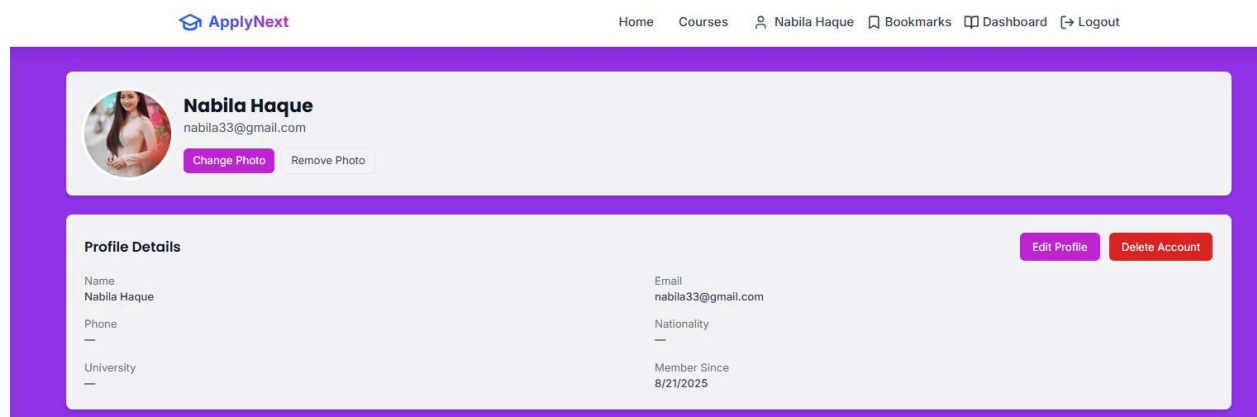 ApplyNext
Home Courses Nabila Haque Bookmarks Dashboard Logout
Nabila Haque
nabila33@gmail.com
Change Photo Remove Photo
Profile Details
Edit Profile Delete Account
Name
Nabila Haque
Email
nabila33@gmail.com
Phone
—
Nationality
—
University
—
Member Since
8/21/2025